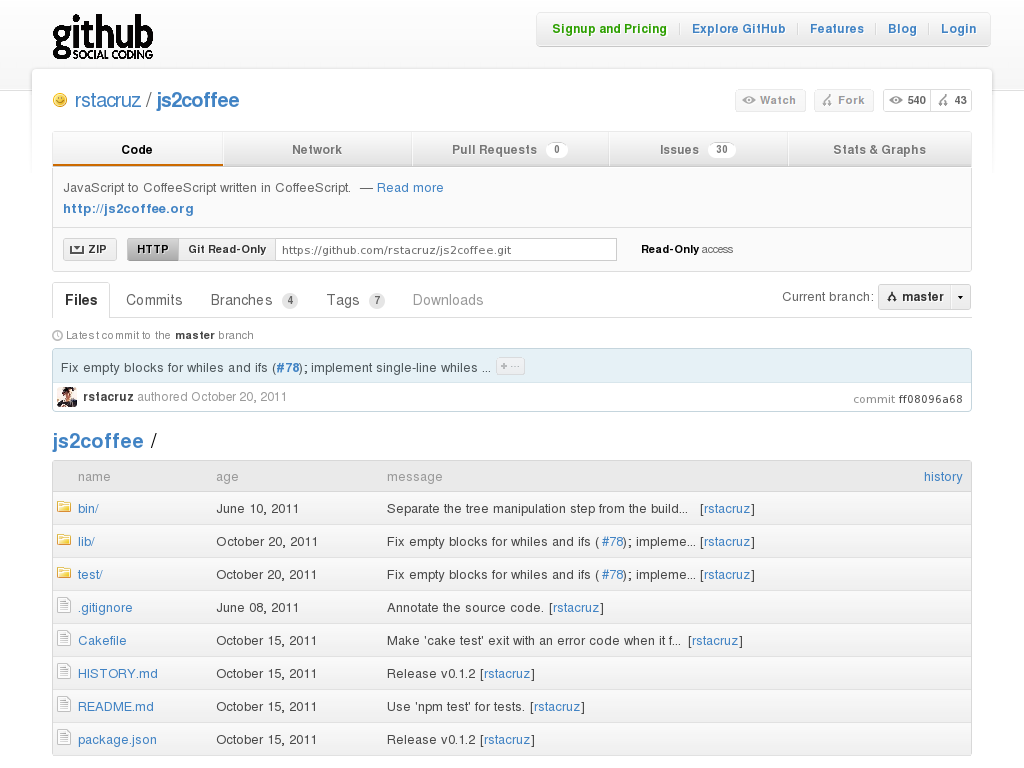 github
SOCIAL CODING
Signup and Pricing Explore GitHub Features Blog Login
rstacruz / js2coffee
Watch Fork 540 43
Code Network Pull Requests 0 Issues 30 Stats & Graphs
JavaScript to CoffeeScript written in CoffeeScript. — Read more
http://js2coffee.org
ZIP HTTP Git Read-Only https://github.com/rstacruz/js2coffee.git Read-Only access
Files Commits Branches 4 Tags 7 Downloads Current branch: master
Latest commit to the master branch
Fix empty blocks for whiles and ifs (#78); implement single-line whiles ... + ...
rstacruz authored October 20, 2011 commit ff08096a68
js2coffee /
name age message history
bin/ June 10, 2011 Separate the tree manipulation step from the build... [rstacruz]
lib/ October 20, 2011 Fix empty blocks for whiles and ifs (#78); impleme... [rstacruz]
test/ October 20, 2011 Fix empty blocks for whiles and ifs (#78); impleme... [rstacruz]
.gitignore June 08, 2011 Annotate the source code. [rstacruz]
Cakefile October 15, 2011 Make 'cake test' exit with an error code when it f... [rstacruz]
HISTORY.md October 15, 2011 Release v0.1.2 [rstacruz]
README.md October 15, 2011 Use 'npm test' for tests. [rstacruz]
package.json October 15, 2011 Release v0.1.2 [rstacruz]